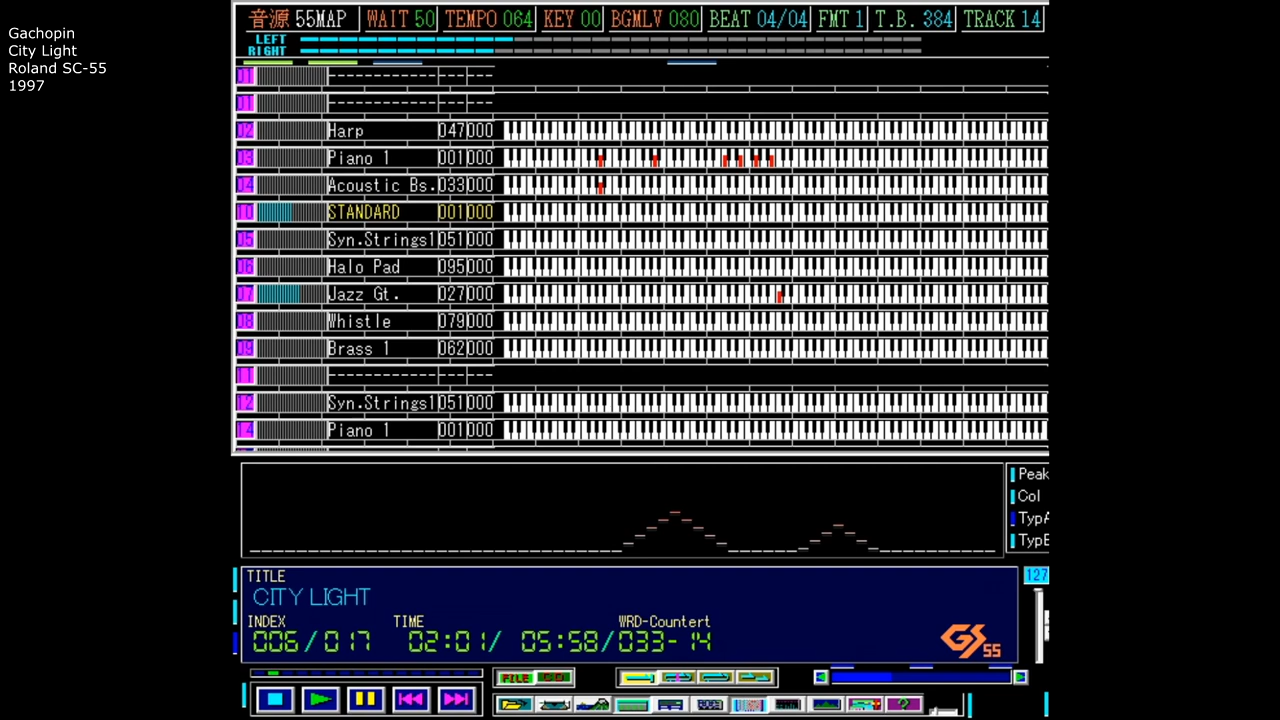 Gachopin
City Light
Roland SC-55
1997
音源 55MAP WAIT 50 TEMPO 064 KEY 00 BGMLV 080 BEAT 04/04 FMT 1 T.B. 384 TRACK 14
LEFT
RIGHT
01 ---------------
01 ---------------
02 Harp 047 000
03 Piano 1 001 000
04 Acoustic Bs. 033 000
10 STANDARD 001 000
05 Syn.Strings1 051 000
06 Halo Pad 095 000
07 Jazz Gt. 027 000
08 Whistle 079 000
09 Brass 1 062 000
11 ---------------
12 Syn.Strings1 051 000
14 Piano 1 001 000
Peak
Col
TypA
TypE
TITLE
127
CITY LIGHT
INDEX TIME WRD-Countert
006/017 02:01/ 05:58/033-14
GS 55
FILE CD
?